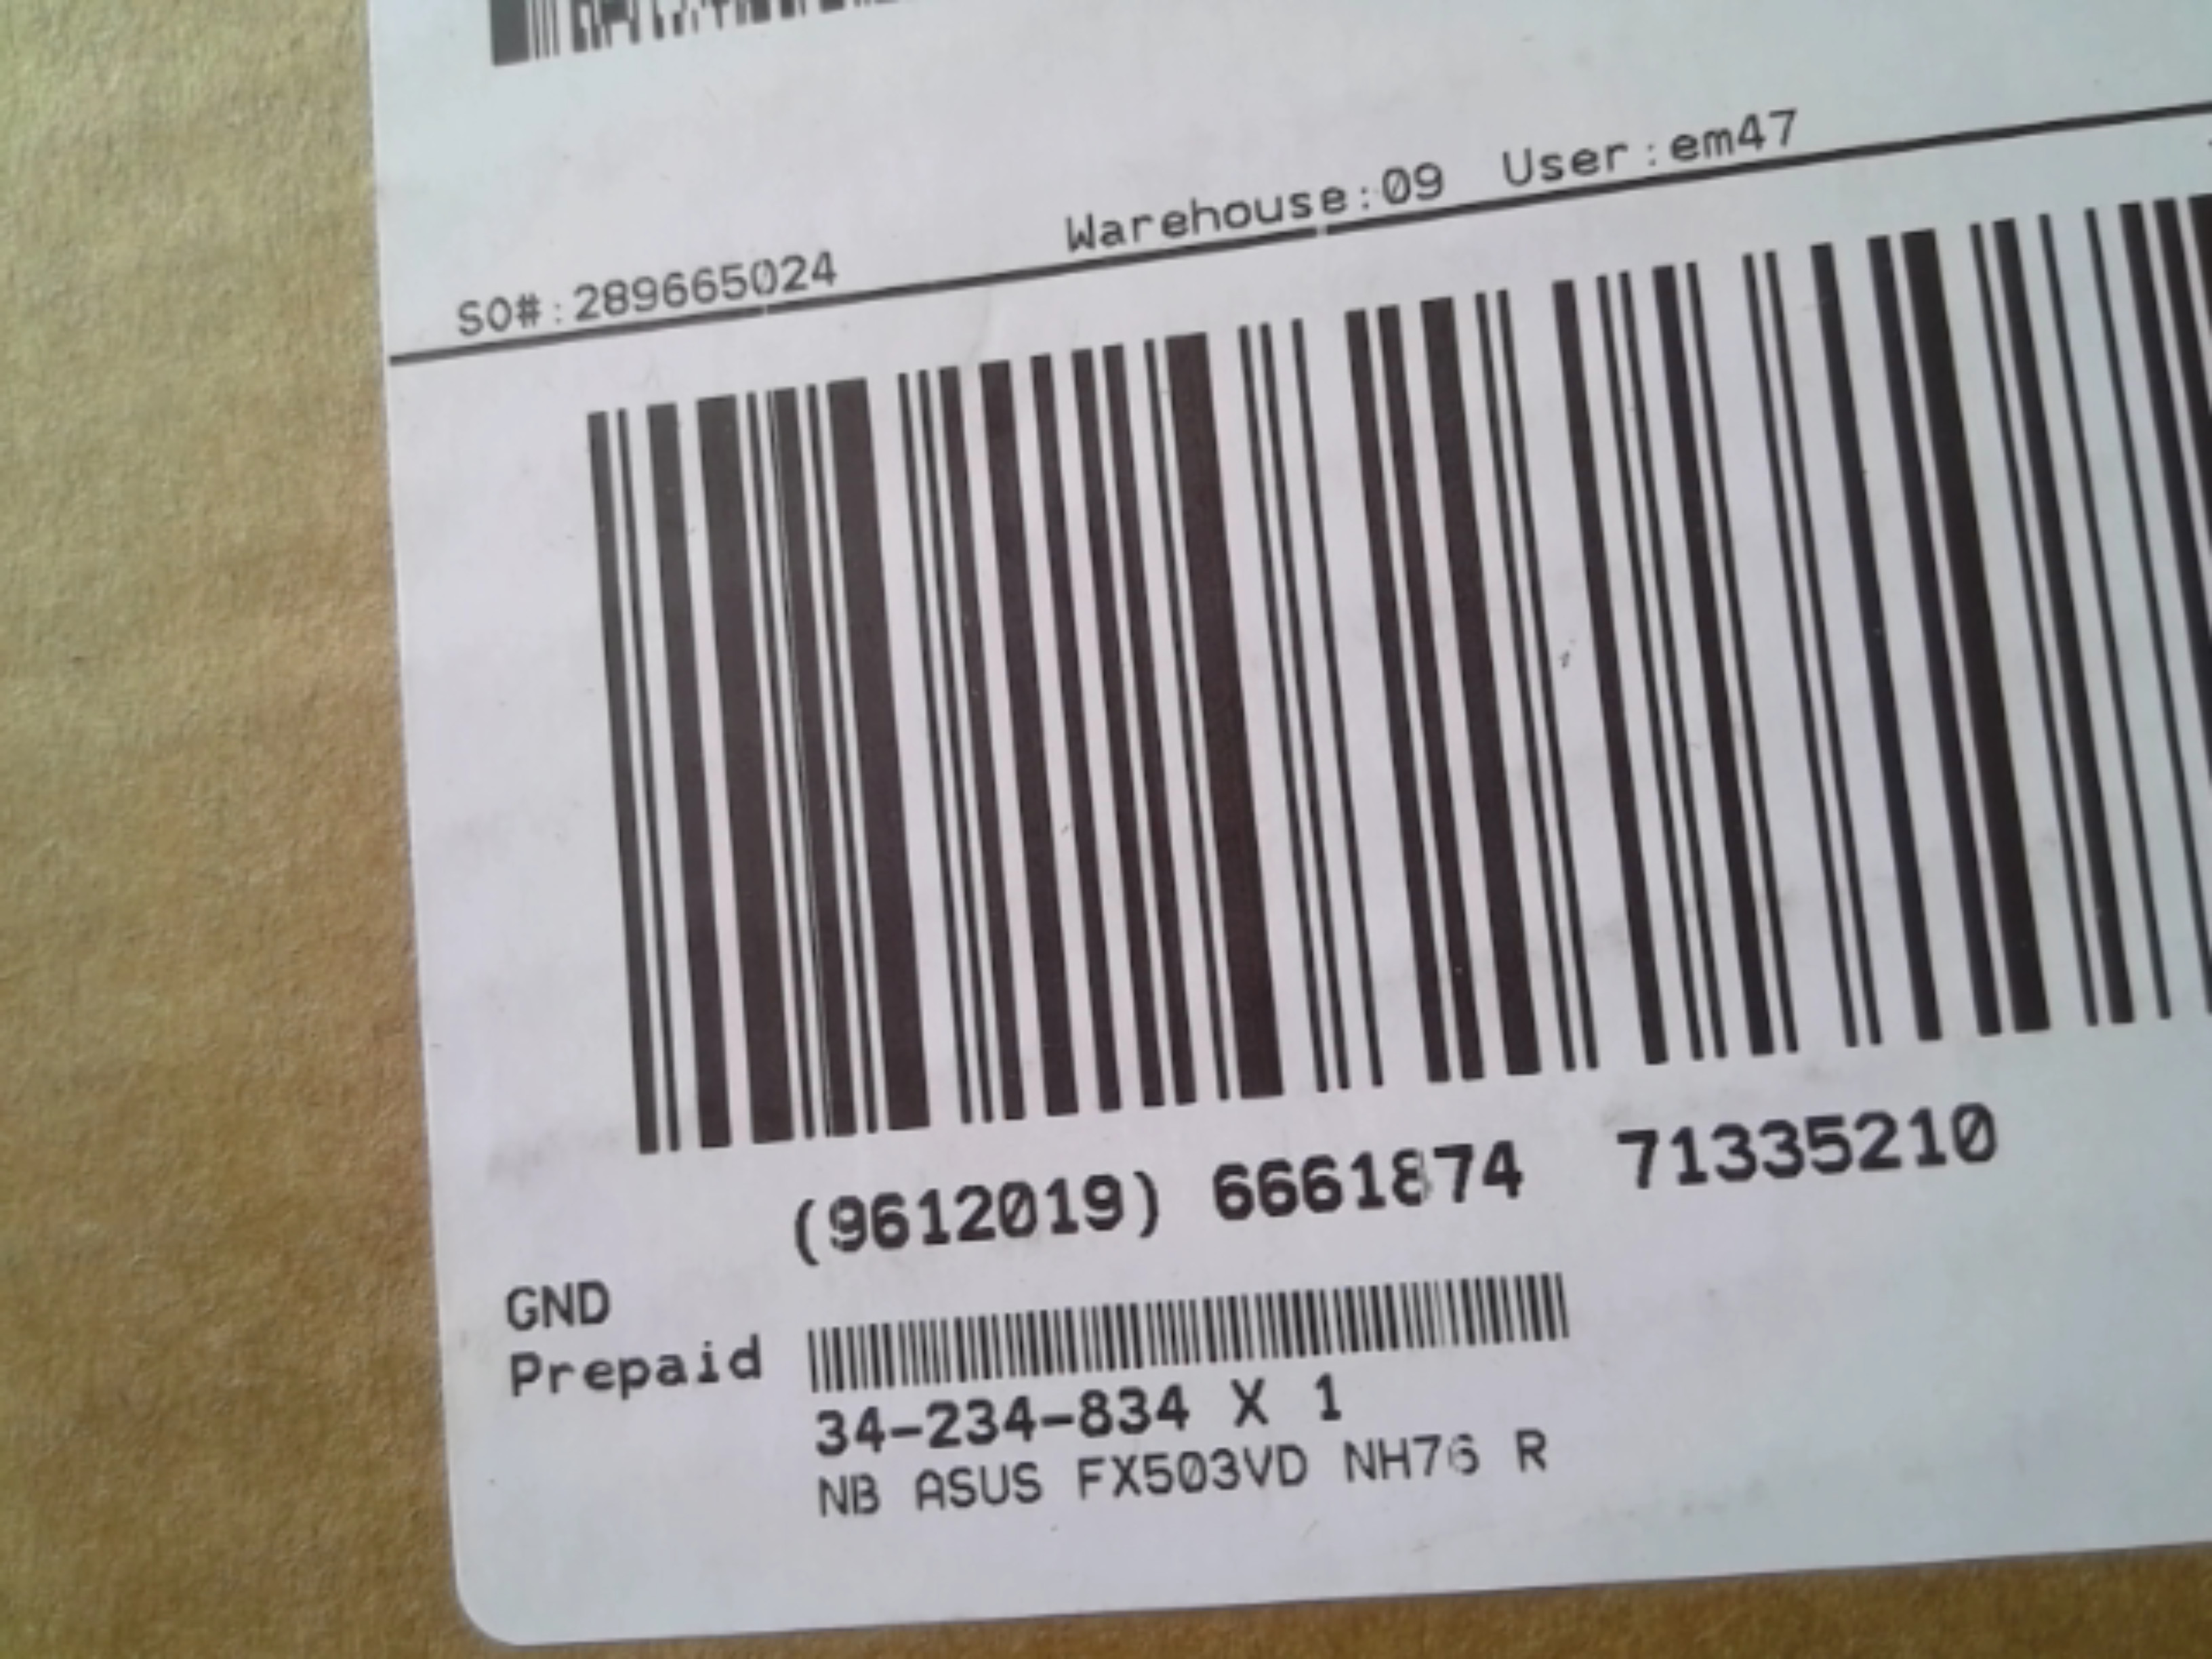 SO#:289665024 Warehouse:09 User:em47
(9612019) 6661874 71335210
GND
Prepaid
34-234-834 X 1
NB ASUS FX503VD NH76 R